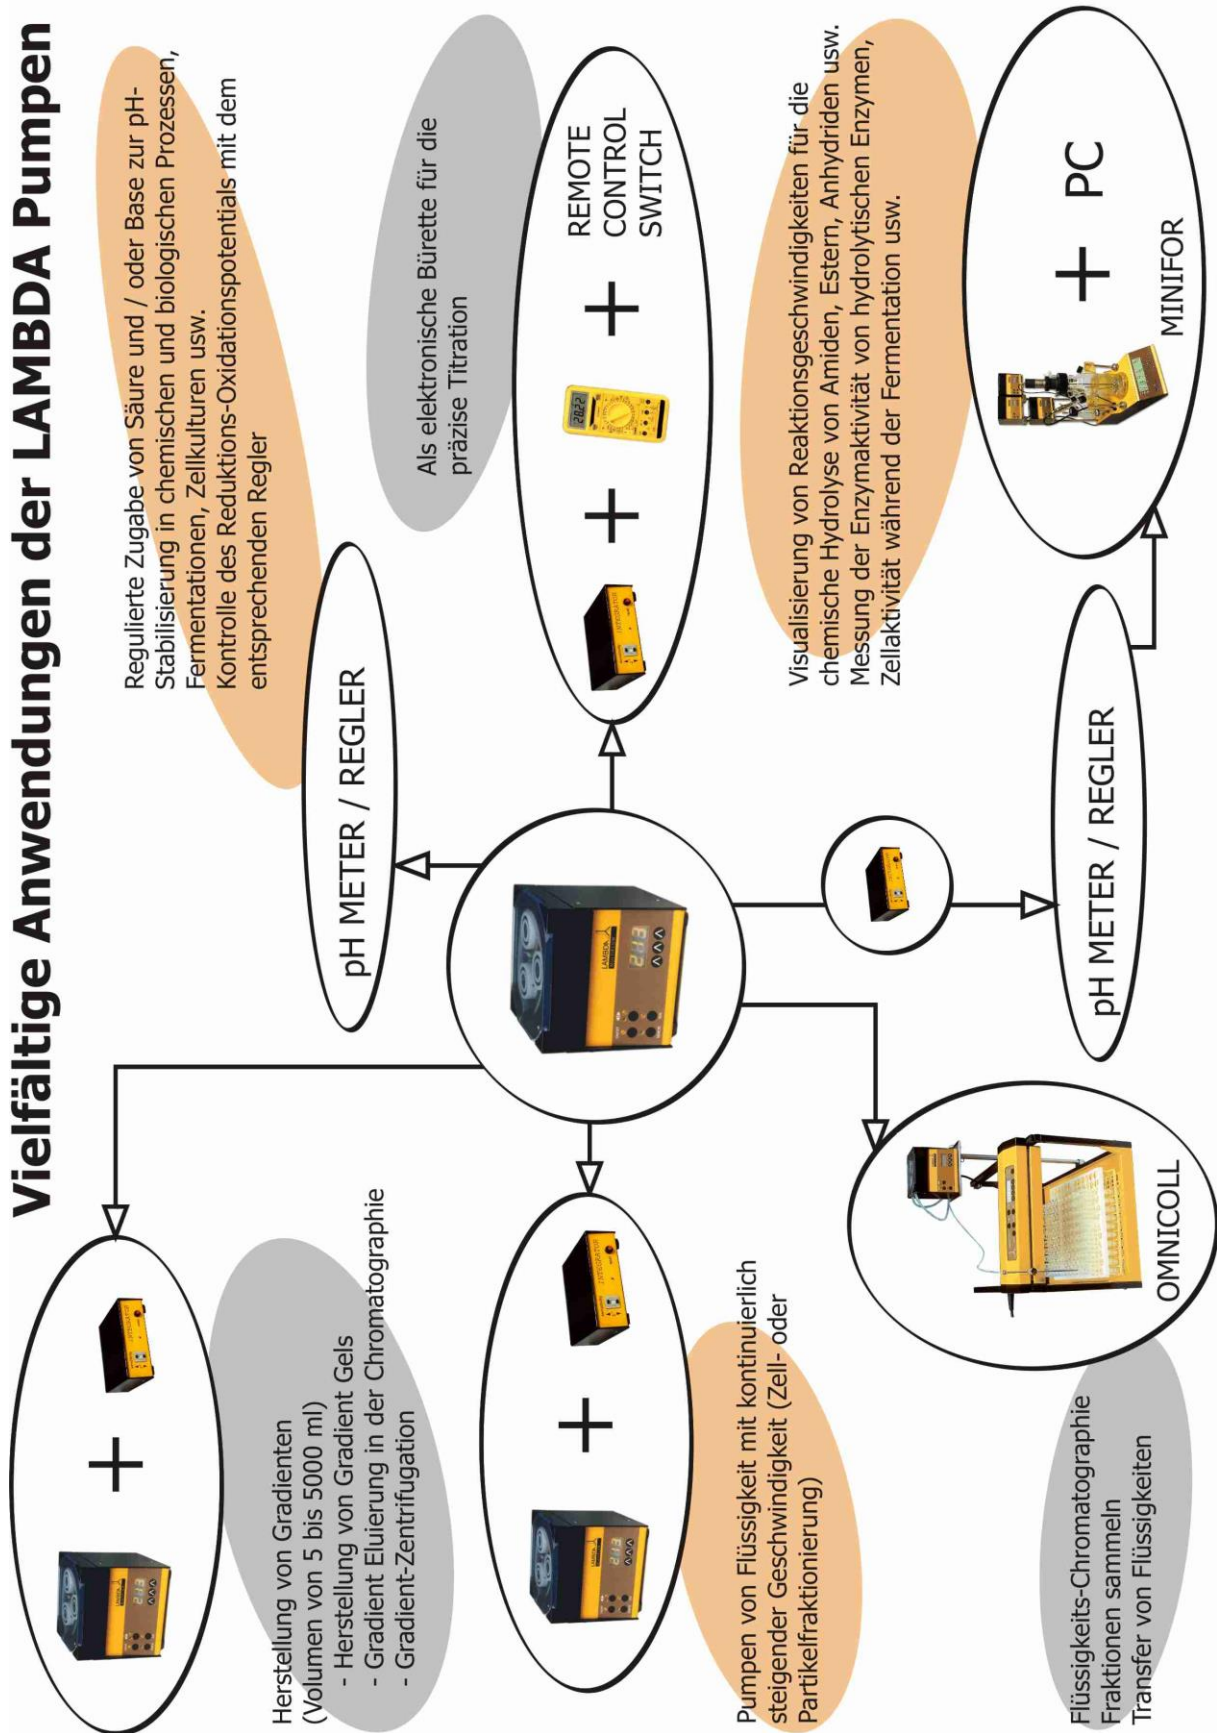 Vielfältige Anwendungen der LAMBDA Pumpen
Regulierte Zugabe von Säure und / oder Base zur pH-
Stabilisierung in chemischen und biologischen Prozessen,
Fermentationen, Zellkulturen usw.
Kontrolle des Reduktions-Oxidationspotentials mit dem
entsprechenden Regler
pH METER / REGLER
Herstellung von Gradienten
(Volumen von 5 bis 5000 ml)
- Herstellung von Gradient Gels
- Gradient Eluierung in der Chromatographie
- Gradient-Zentrifugation
Als elektronische Bürette für die
präzise Titration
REMOTE
CONTROL
SWITCH
INTEGRATOR
LAMBDA
Pumpen von Flüssigkeit mit kontinuierlich
steigender Geschwindigkeit (Zell- oder
Partikelfraktionierung)
Visualisierung von Reaktionsgeschwindigkeiten für die
chemische Hydrolyse von Amiden, Estern, Anhydriden usw.
Messung der Enzymaktivität von hydrolytischen Enzymen,
Zellaktivität während der Fermentation usw.
pH METER / REGLER
MINIFOR
PC
OMNICOLL
Flüssigkeits-Chromatographie
Fraktionen sammeln
Transfer von Flüssigkeiten